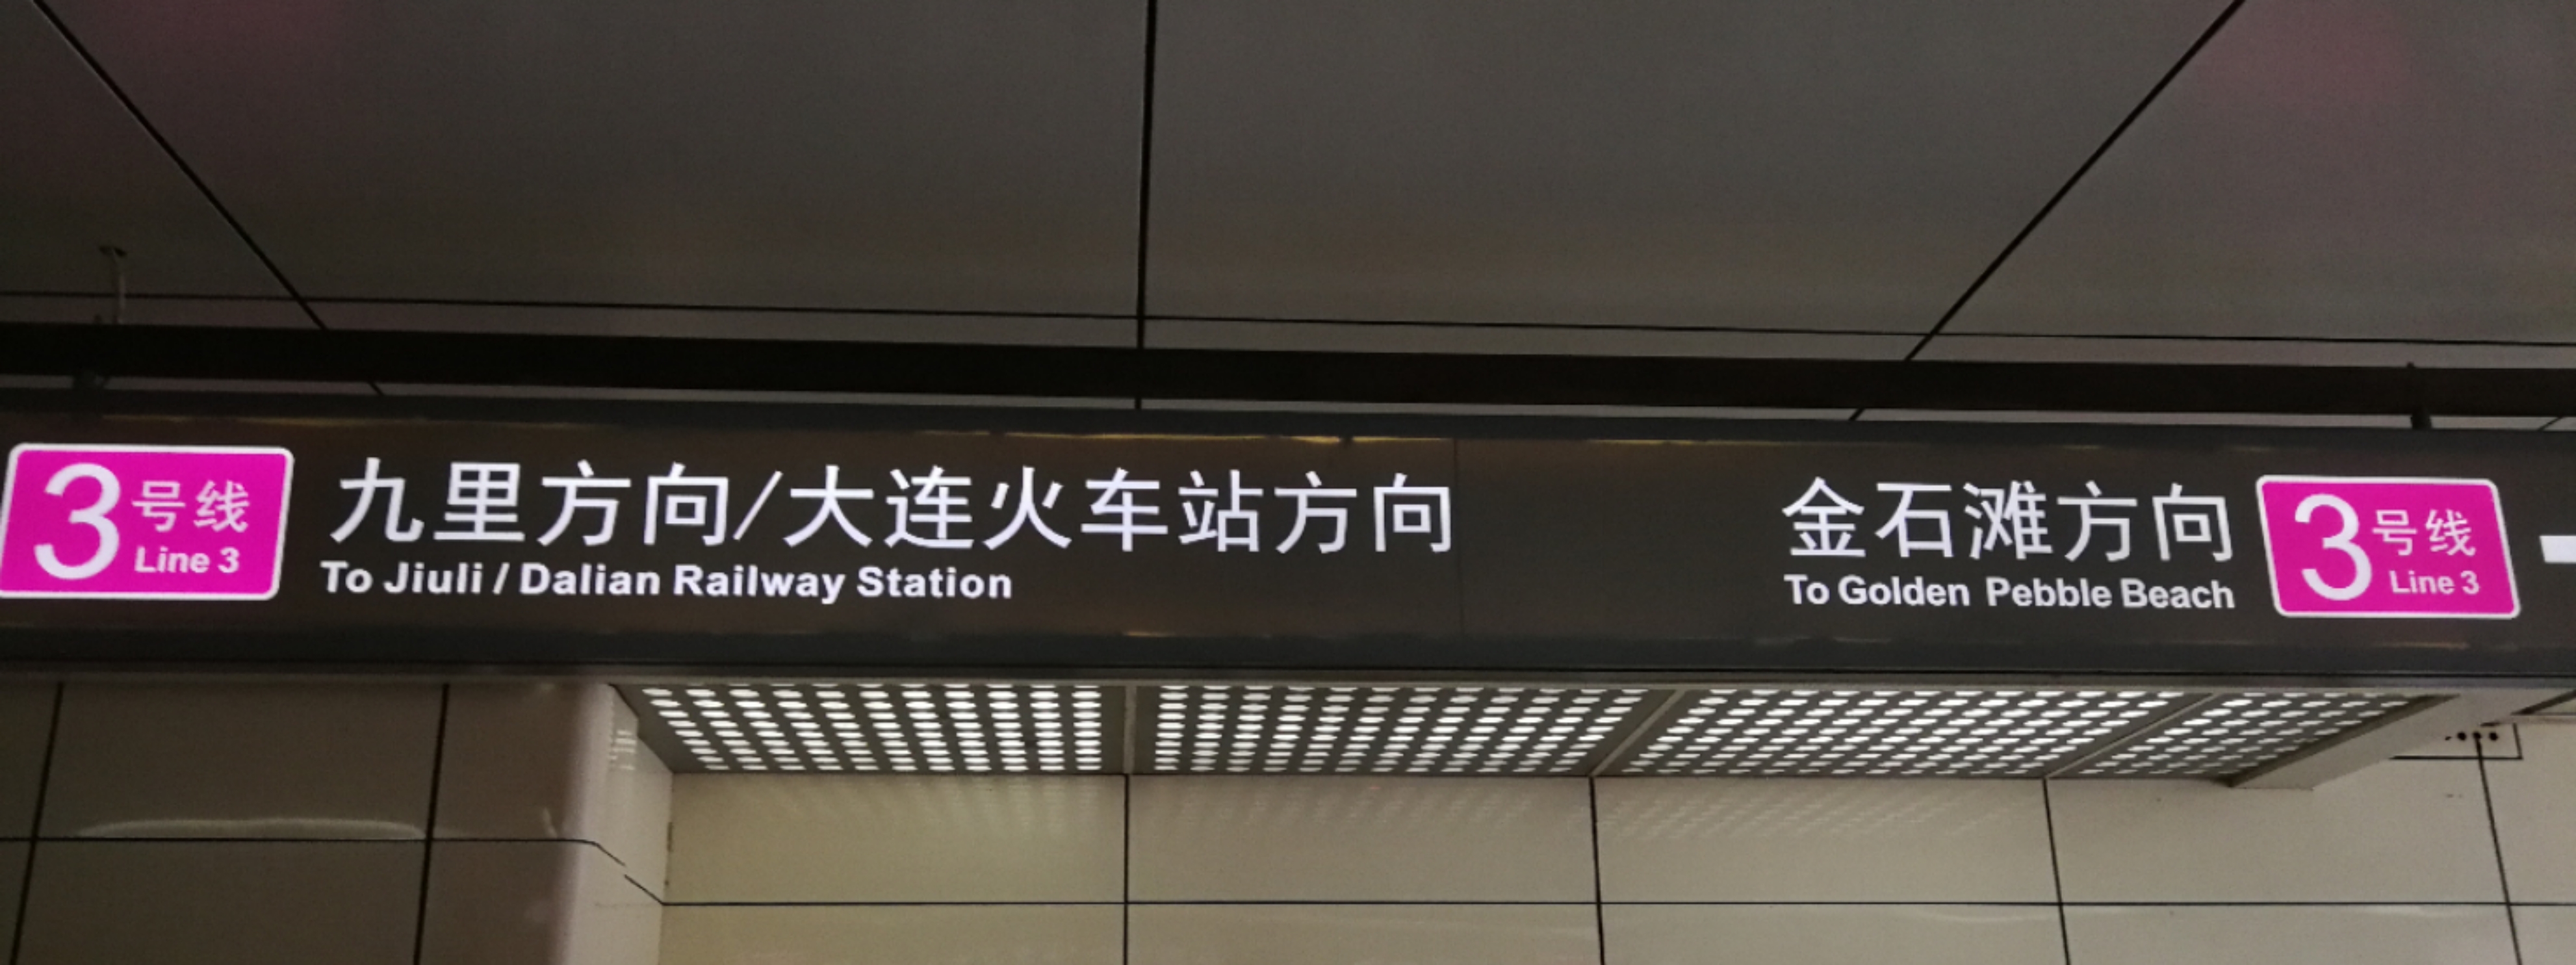 3号线
Line 3
九里方向/大连火车站方向
To Jiuli / Dalian Railway Station
金石滩方向
To Golden Pebble Beach
3号线
Line 3